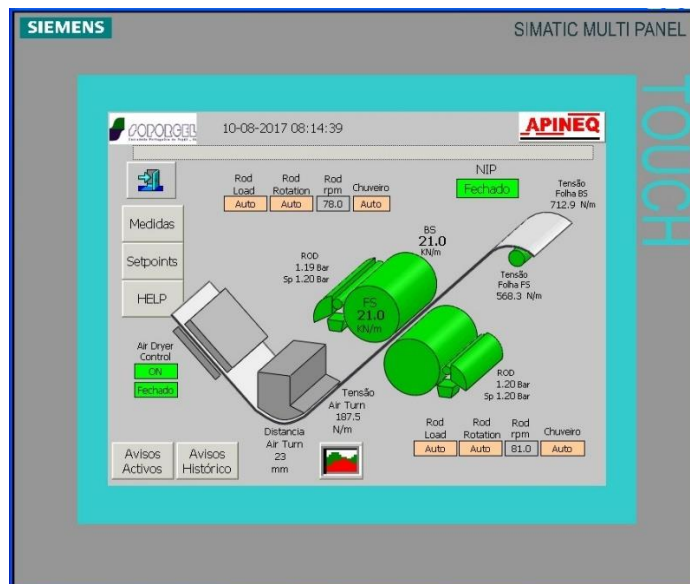 SIEMENS
SIMATIC MULTI PANEL
TOUCH
SOPORGEL
10-08-2017 08:14:39
APINEQ
Rod Load
Rod Rotation
Rod rpm
Chuveiro
Auto
Auto
78.0
Auto
NIP
Fechado
Tensão
Folha BS
712.9 N/m
Medidas
Setpoints
HELP
BS
21.0
KN/m
ROD
1.19 Bar
Sp 1.20 Bar
FS
21.0
KN/m
Tensão
Folha FS
568.3 N/m
Air Dryer
Control
ON
Fechado
ROD
1.20 Bar
Sp 1.20 Bar
Tensão
Air Turn
187.5
N/m
Distancia
Air Turn
23
mm
Rod Load
Rod Rotation
Rod rpm
Chuveiro
Auto
Auto
81.0
Auto
Avisos
Activos
Avisos
Histórico